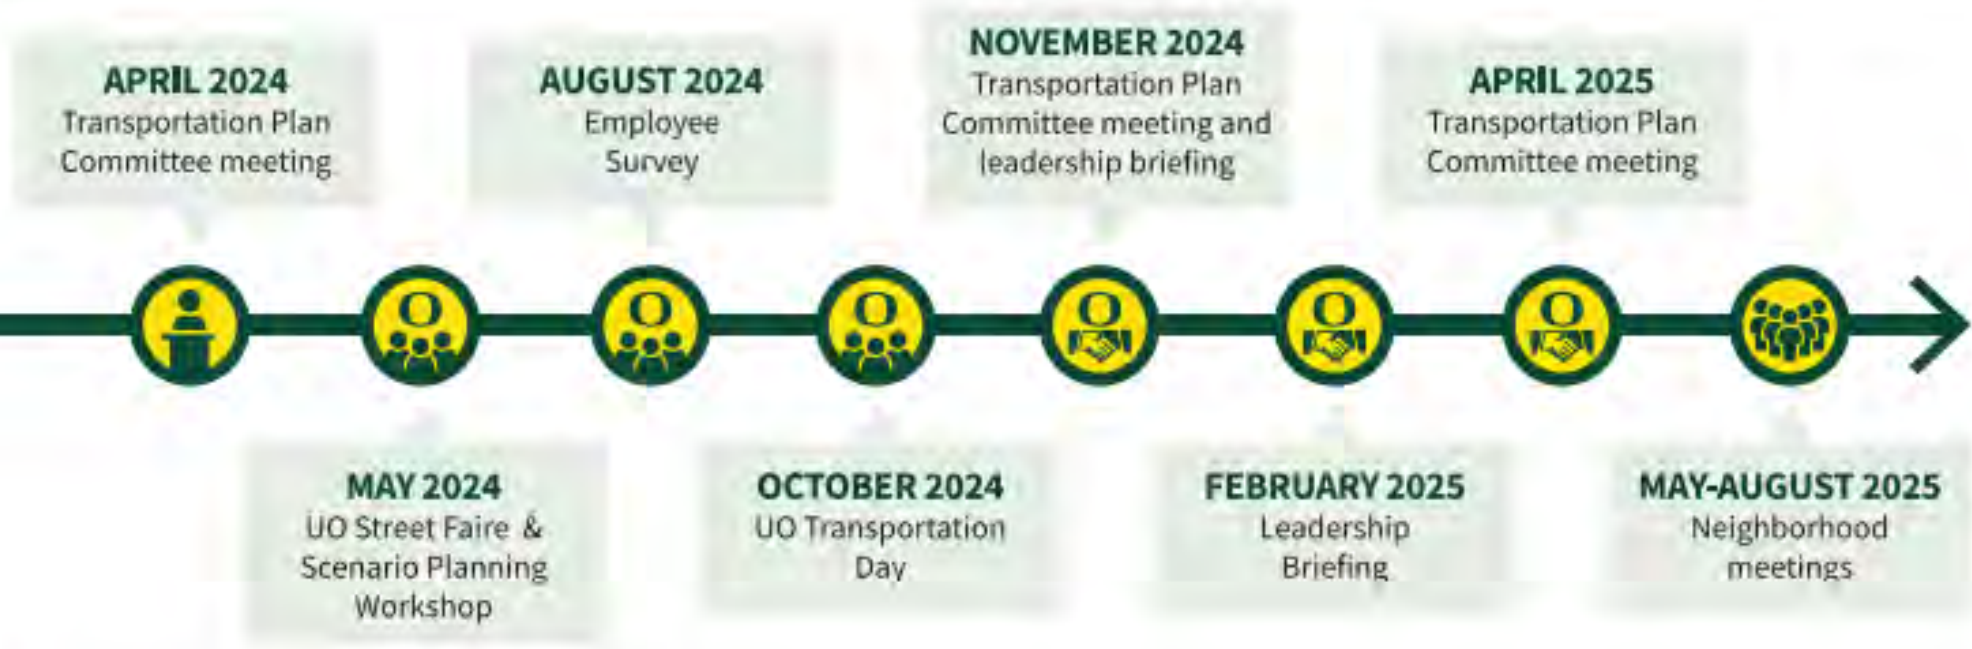 APRIL 2024
Transportation Plan
Committee meeting
MAY 2024
UO Street Faire &
Scenario Planning
Workshop
AUGUST 2024
Employee
Survey
OCTOBER 2024
UO Transportation
Day
NOVEMBER 2024
Transportation Plan
Committee meeting and
leadership briefing
FEBRUARY 2025
Leadership
Briefing
APRIL 2025
Transportation Plan
Committee meeting
MAY-AUGUST 2025
Neighborhood
meetings